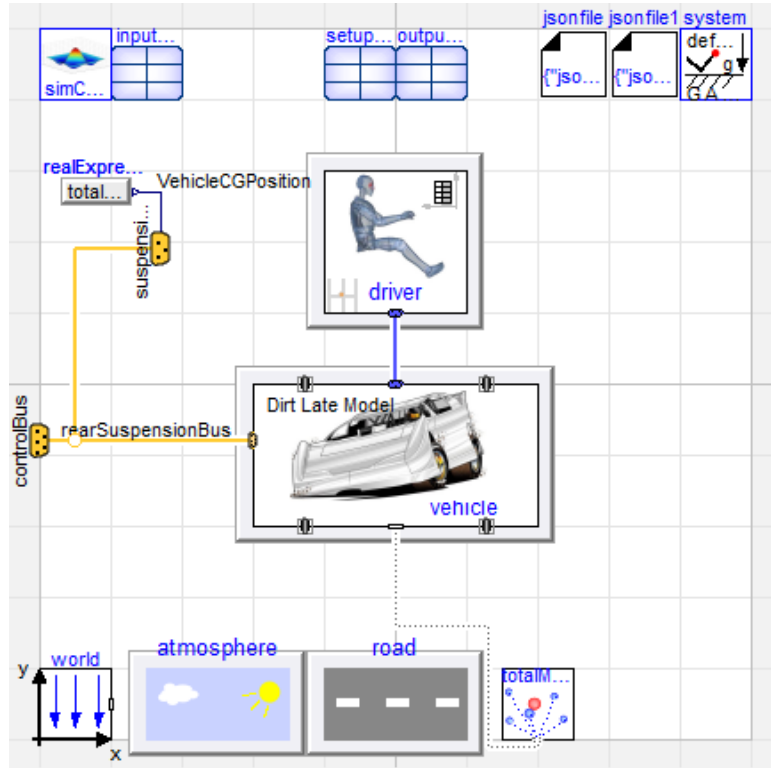 jsonfile jsonfile1 system
input...
setup... outpu...
def...
g
simC...
{"jso...
{"jso...
G.A...
realExpre...
total...
VehicleCGPosition
suspensi...
driver
Dirt Late Model
controlBus
rearSuspensionBus
vehicle
atmosphere
road
world
y
x
totalM...